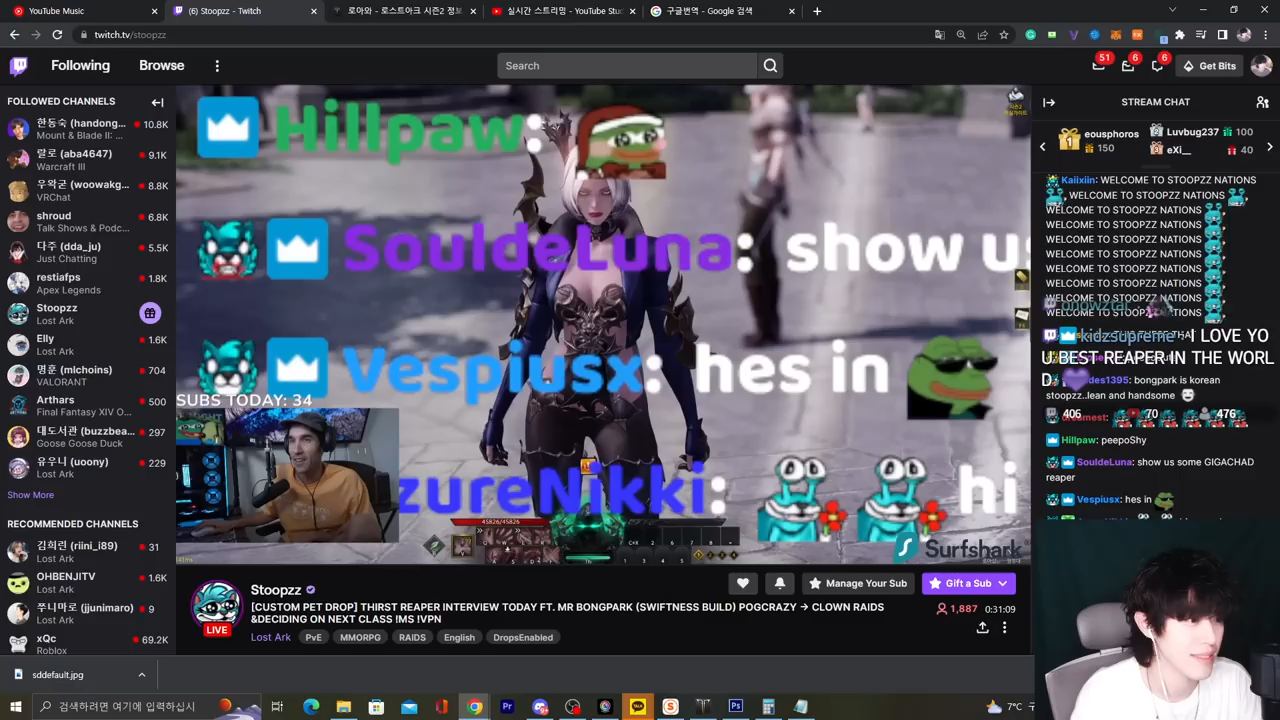 YouTube Music
(6) Stoopzz - Twitch
로아와 - 로스트아크 시즌2 정보
실시간 스트리밍 - YouTube Stu
구글번역 - Google 검색
twitch.tv/stoopzz
Following
Browse
Search
51
6
6
Get Bits
FOLLOWED CHANNELS
한동숙 (handong...
10.8K
Mount & Blade II: ...
랄로 (aba4647)
9.1K
Warcraft III
우왁굳 (woowakg...
8.8K
VRChat
shroud
6.8K
Talk Shows & Podc...
다주 (dda_ju)
5.5K
Just Chatting
restiafps
1.8K
Apex Legends
Stoopzz
Lost Ark
Elly
1.6K
Lost Ark
명훈 (mlchoins)
704
VALORANT
Arthars
500
Final Fantasy XIV O...
대도서관 (buzzbea...
297
Goose Goose Duck
유우니 (uoony)
229
Lost Ark
Show More
RECOMMENDED CHANNELS
김희린 (riini_i89)
31
Lost Ark
OHBENJITV
1.6K
Lost Ark
쭈니마로 (jjunimaro)
9
Lost Ark
xQc
69.2K
Roblox
Hillpaw:
SouldeLuna: show us
Vespiusx: hes in
SUBS TODAY: 34
zureNikki: hi
45826/45826
Surfshark
Stoopzz
LIVE
[CUSTOM PET DROP] THIRST REAPER INTERVIEW TODAY FT. MR BONGPARK (SWIFTNESS BUILD) POGCRAZY → CLOWN RAIDS
&DECIDING ON NEXT CLASS !MS !VPN
Lost Ark
PvE
MMORPG
RAIDS
English
DropsEnabled
Manage Your Sub
Gift a Sub
1,887
0:31:09
STREAM CHAT
1
eousphoros
150
2
Luvbug237
100
3
eXi__
40
Kaiixiin: WELCOME TO STOOPZZ NATIONS
, WELCOME TO STOOPZZ NATIONS
WELCOME TO STOOPZZ NATIONS
WELCOME TO STOOPZZ NATIONS
WELCOME TO STOOPZZ NATIONS
WELCOME TO STOOPZZ NATIONS
WELCOME TO STOOPZZ NATIONS
WELCOME TO STOOPZZ NATIONS
WELCOME TO STOOPZZ NATIONS
WELCOME TO STOOPZZ NATIONS
kidzsupreme I LOVE YO
U BEST REAPER IN THE WORL
D
des1395: bongpark is korean
stoopzz..lean and handsome
406
70
476
Hillpaw: peepoShy
SouldeLuna: show us some GIGACHAD
reaper
Vespiusx: hes in
sddefault.jpg
검색하려면 여기에 입력하십시
7°C